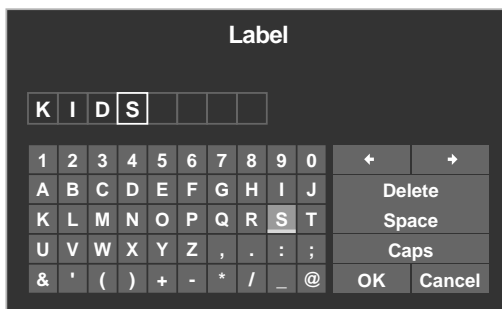 Label
K I D S
1 2 3 4 5 6 7 8 9 0 ← →
A B C D E F G H I J Delete
K L M N O P Q R S T Space
U V W X Y Z , . : ; Caps
& ' ( ) + - * / _ @ OK Cancel